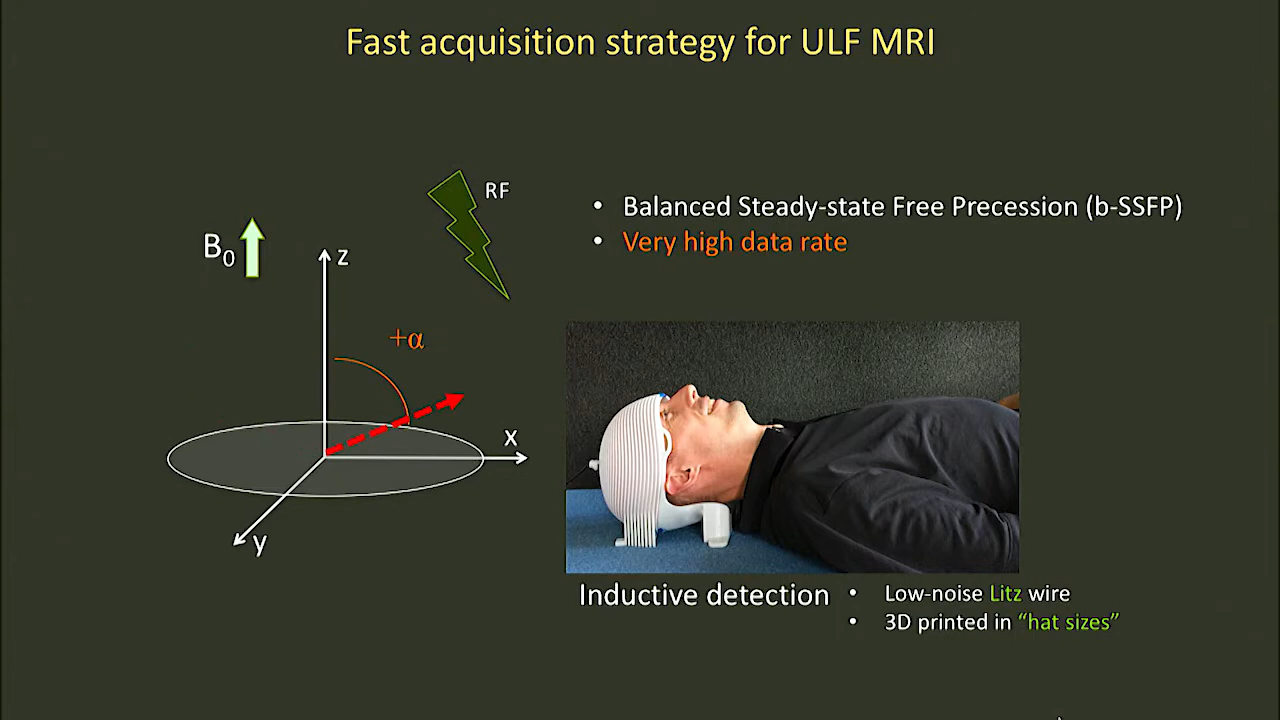 Fast acquisition strategy for ULF MRI
RF
B₀
z
+α
x
y
• Balanced Steady-state Free Precession (b-SSFP)
• Very high data rate
Inductive detection
• Low-noise Litz wire
• 3D printed in “hat sizes”